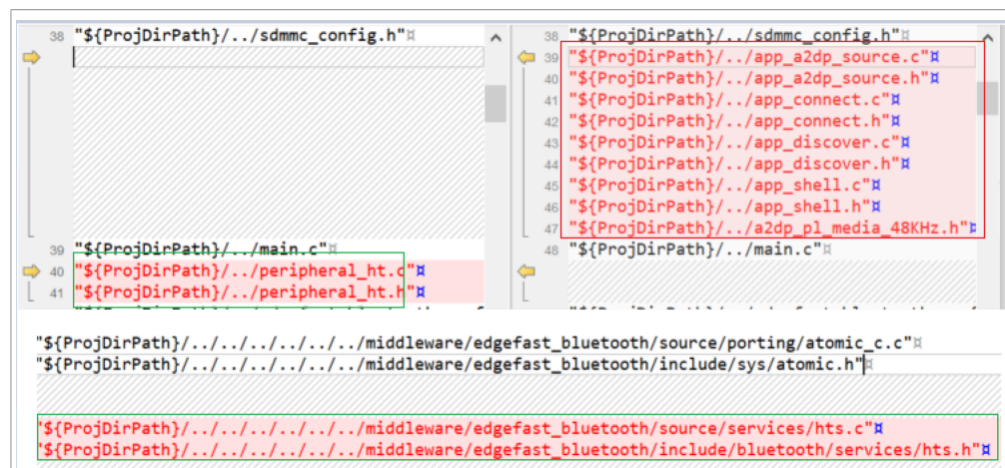 38 "${ProjDirPath}/../sdmmc_config.h"¤
39 "${ProjDirPath}/../main.c"¤
40 "${ProjDirPath}/../peripheral_ht.c"¤
41 "${ProjDirPath}/../peripheral_ht.h"¤
38 "${ProjDirPath}/../sdmmc_config.h"¤
39 "${ProjDirPath}/../app_a2dp_source.c"¤
40 "${ProjDirPath}/../app_a2dp_source.h"¤
41 "${ProjDirPath}/../app_connect.c"¤
42 "${ProjDirPath}/../app_connect.h"¤
43 "${ProjDirPath}/../app_discover.c"¤
44 "${ProjDirPath}/../app_discover.h"¤
45 "${ProjDirPath}/../app_shell.c"¤
46 "${ProjDirPath}/../app_shell.h"¤
47 "${ProjDirPath}/../a2dp_pl_media_48KHz.h"¤
48 "${ProjDirPath}/../main.c"¤
"${ProjDirPath}/../../../../../../middleware/edgefast_bluetooth/source/porting/atomic_c.c"¤
"${ProjDirPath}/../../../../../../middleware/edgefast_bluetooth/include/sys/atomic.h"¤
"${ProjDirPath}/../../../../../../middleware/edgefast_bluetooth/source/services/hts.c"¤
"${ProjDirPath}/../../../../../../middleware/edgefast_bluetooth/include/bluetooth/services/hts.h"¤